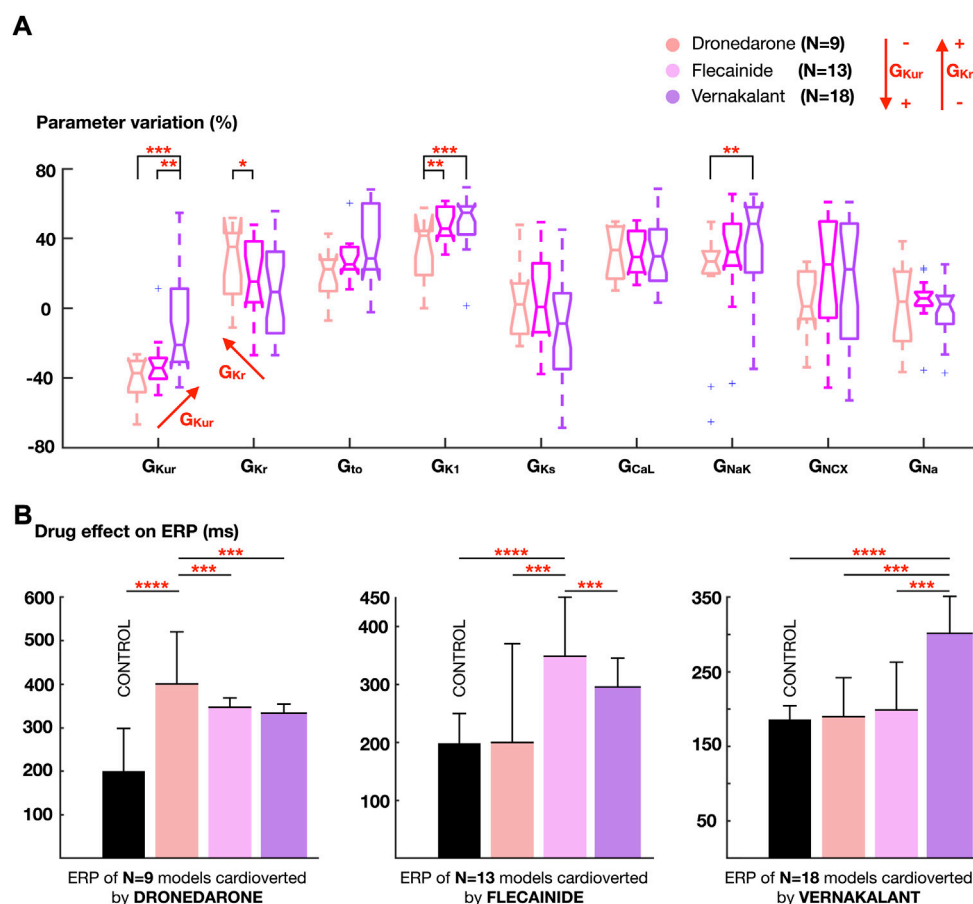 A
Dronedarone (N=9)
Flecainide (N=13)
Vernakalant (N=18)
- +
GKur GKr
+ -
Parameter variation (%)
*** *** **
** * **
80
40
0
-40
-80
GKr
GKur
GKur GKr Gto GK1 GKs GCaL GNaK GNCX GNa
B
Drug effect on ERP (ms)
600
500
400
300
200
100
CONTROL
****
***
***
ERP of N=9 models cardioverted
by DRONEDARONE
450
400
300
200
100
CONTROL
****
***
***
ERP of N=13 models cardioverted
by FLECAINIDE
350
250
150
50
CONTROL
****
***
***
ERP of N=18 models cardioverted
by VERNAKALANT